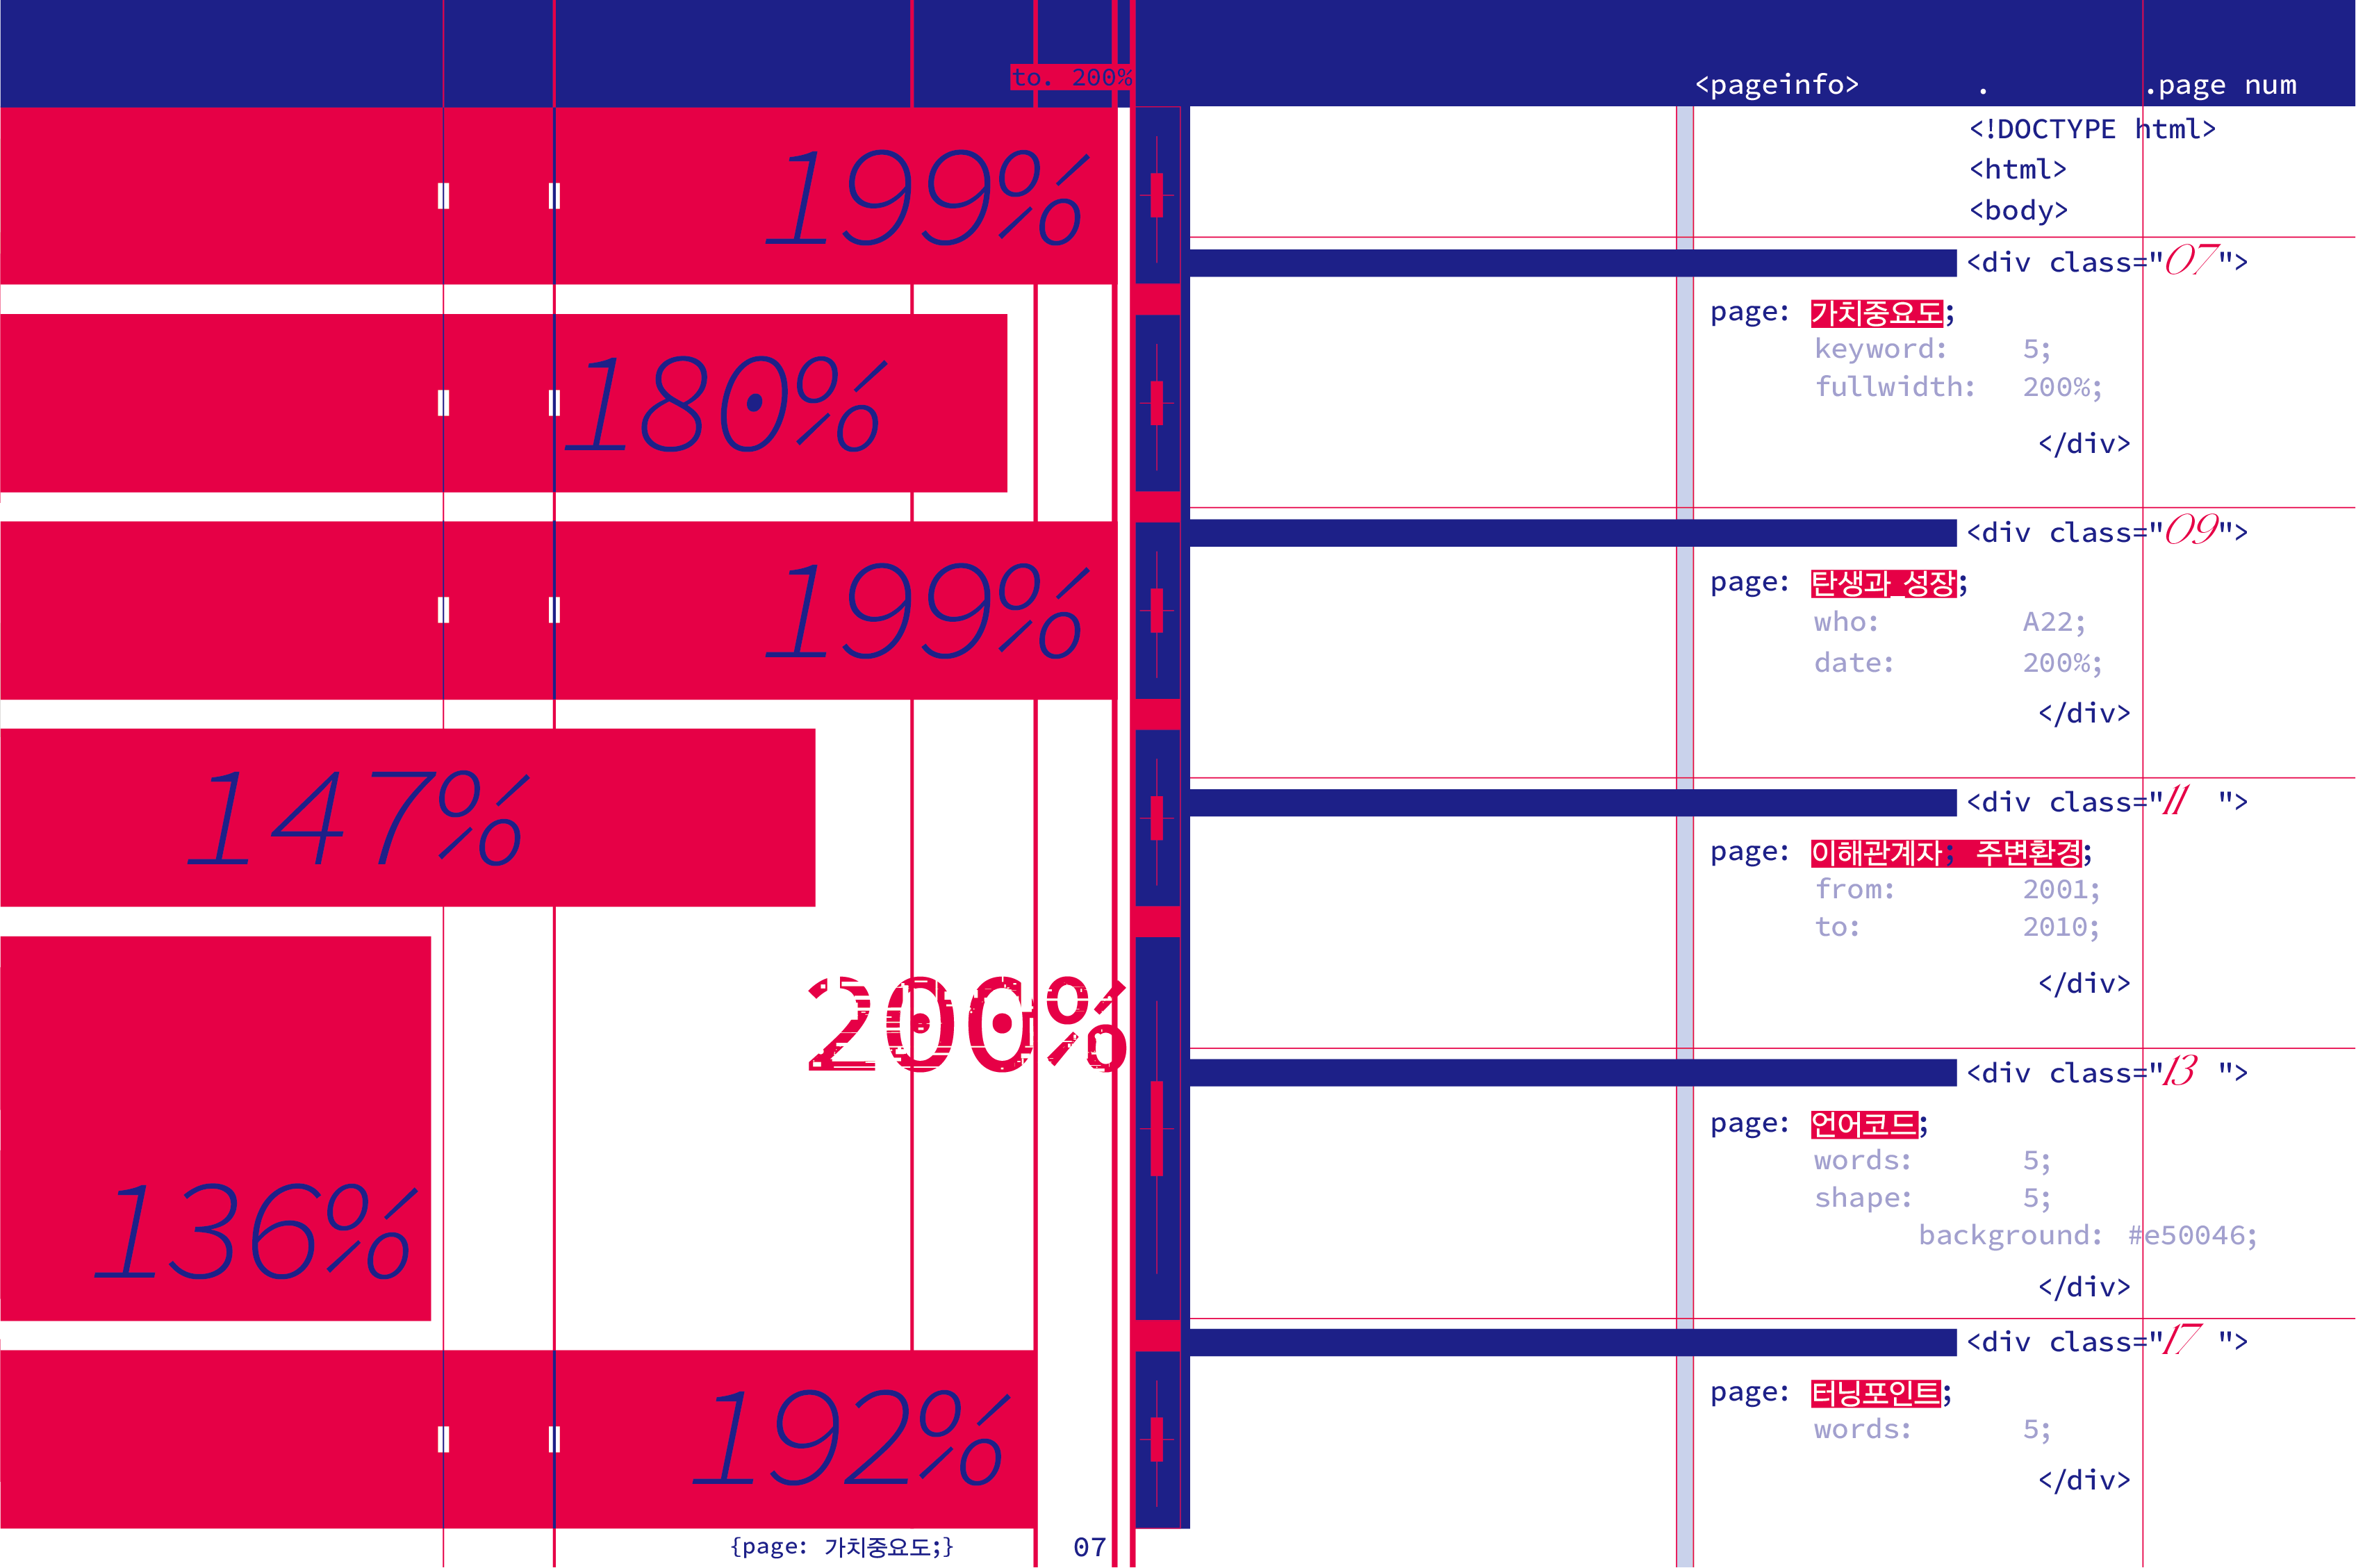 to. 200%
199%
180%
199%
147%
200%
136%
192%
{page: 가치중요도;} 07
<pageinfo> . .page num
<!DOCTYPE html>
<html>
<body>
<div class="07">
page: 가치중요도;
keyword: 5;
fullwidth: 200%;
</div>
<div class="09">
page: 탄생과_성장;
who: A22;
date: 200%;
</div>
<div class="11 ">
page: 이해관계자; 주변환경;
from: 2001;
to: 2010;
</div>
<div class="13 ">
page: 언어코드;
words: 5;
shape: 5;
background: #e50046;
</div>
<div class="17 ">
page: 터닝포인트;
words: 5;
</div>